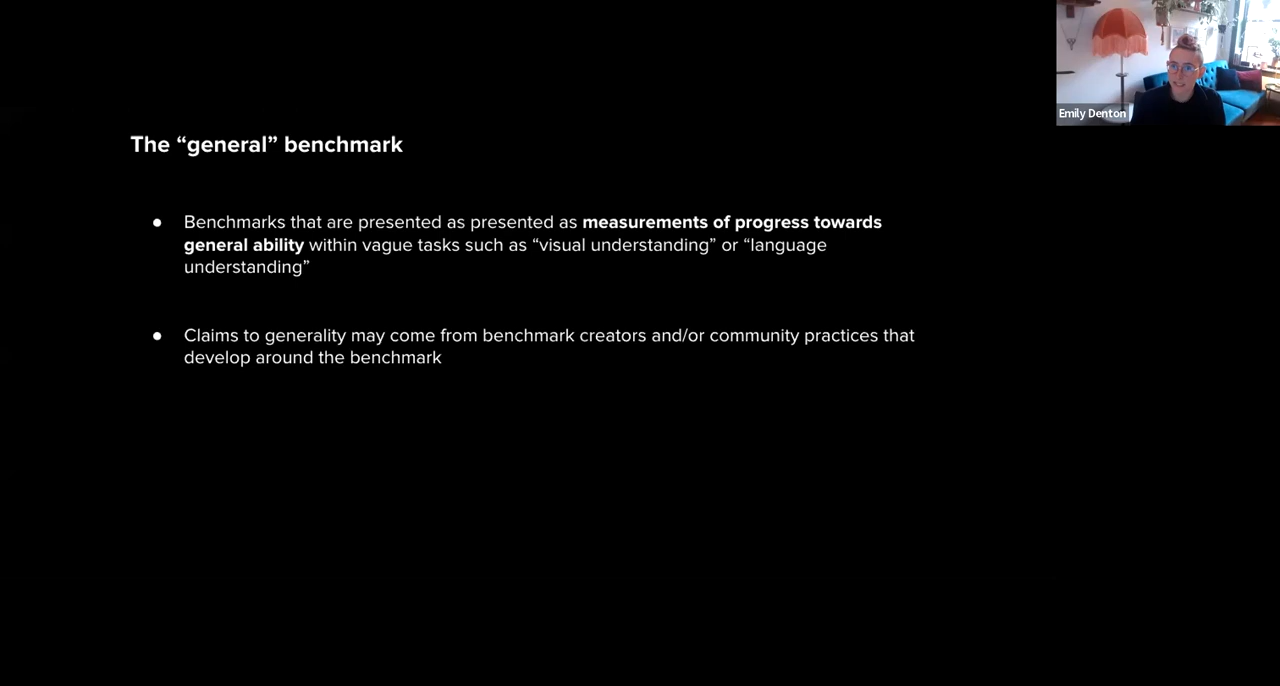 The “general” benchmark
● Benchmarks that are presented as presented as measurements of progress towards
general ability within vague tasks such as “visual understanding” or “language
understanding”
● Claims to generality may come from benchmark creators and/or community practices that
develop around the benchmark
Emily Denton